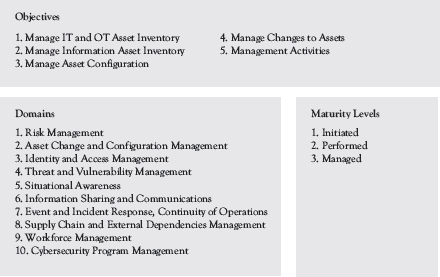 Objectives
1. Manage IT and OT Asset Inventory
2. Manage Information Asset Inventory
3. Manage Asset Configuration
4. Manage Changes to Assets
5. Management Activities
Domains
1. Risk Management
2. Asset Change and Configuration Management
3. Identity and Access Management
4. Threat and Vulnerability Management
5. Situational Awareness
6. Information Sharing and Communications
7. Event and Incident Response, Continuity of Operations
8. Supply Chain and External Dependencies Management
9. Workforce Management
10. Cybersecurity Program Management
Maturity Levels
1. Initiated
2. Performed
3. Managed